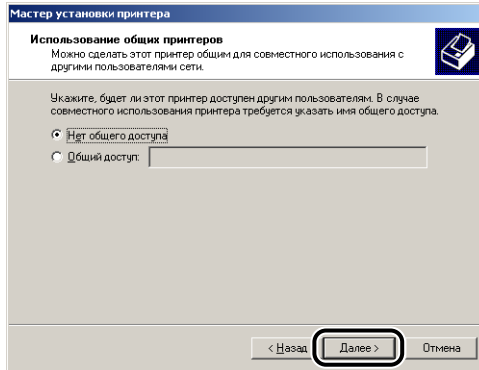 Мастер установки принтера
Использование общих принтеров
Можно сделать этот принтер общим для совместного использования с
другими пользователями сети.
Укажите, будет ли этот принтер доступен другим пользователям. В случае
совместного использования принтера требуется указать имя общего доступа.
Нет общего доступа
Общий доступ:
< Назад Далее > Отмена